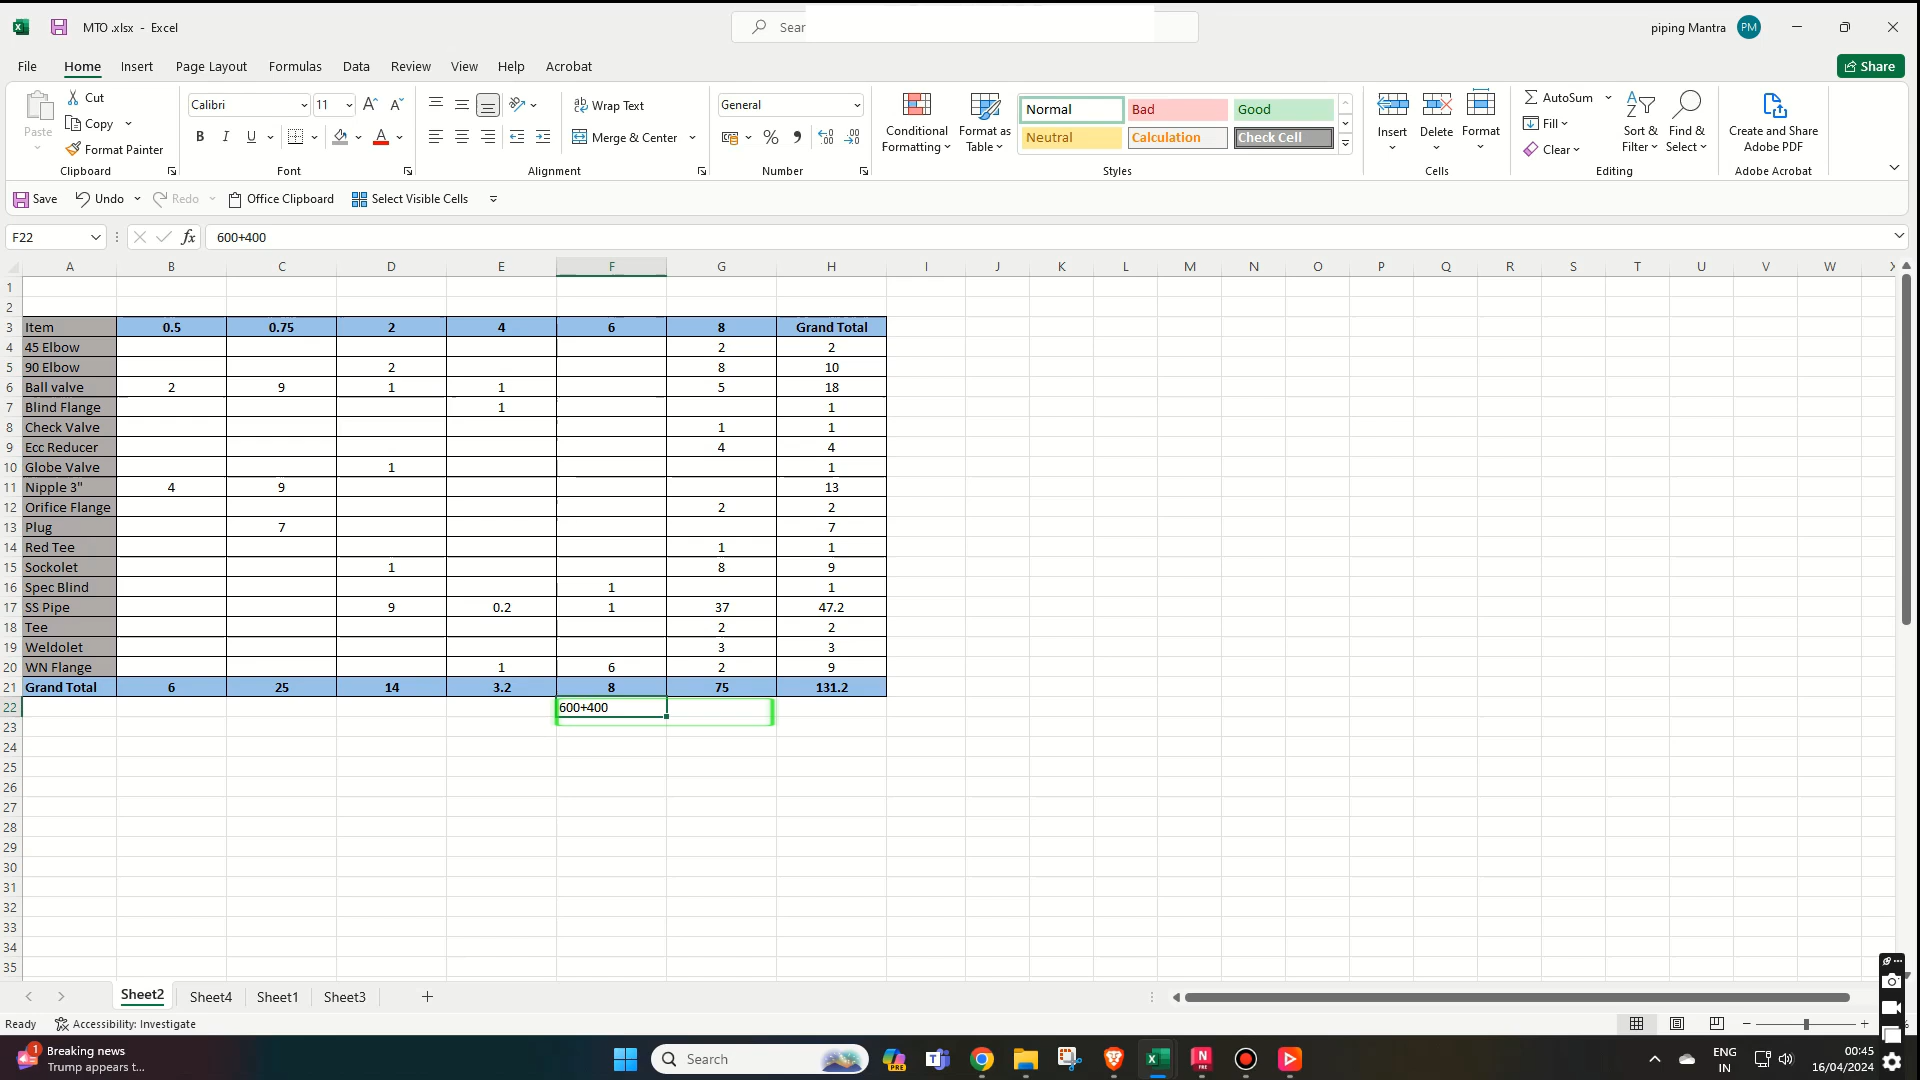 MTO .xlsx - Excel
Sear
piping Mantra PM
File Home Insert Page Layout Formulas Data Review View Help Acrobat
Share
Paste
Cut
Copy
Format Painter
Clipboard
Calibri 11
B I U
Font
Wrap Text
Merge & Center
Alignment
General
Number
Conditional Formatting
Format as Table
Normal Bad Good
Neutral Calculation Check Cell
Styles
Insert Delete Format
Cells
AutoSum
Fill
Clear
Sort & Filter
Find & Select
Editing
Create and Share Adobe PDF
Adobe Acrobat
Save Undo Redo Office Clipboard Select Visible Cells
F22 fx 600+400
A B C D E F G H I J K L M N O P Q R S T U V W X
1
2
3 Item 0.5 0.75 2 4 6 8 Grand Total
4 45 Elbow 2 2
5 90 Elbow 2 8 10
6 Ball valve 2 9 1 1 5 18
7 Blind Flange 1 1
8 Check Valve 1 1
9 Ecc Reducer 4 4
10 Globe Valve 1 1
11 Nipple 3" 4 9 13
12 Orifice Flange 2 2
13 Plug 7 7
14 Red Tee 1 1
15 Sockolet 1 8 9
16 Spec Blind 1 1
17 SS Pipe 9 0.2 1 37 47.2
18 Tee 2 2
19 Weldolet 3 3
20 WN Flange 1 6 2 9
21 Grand Total 6 25 14 3.2 8 75 131.2
22 600+400
23
24
25
26
27
28
29
30
31
32
33
34
35
Sheet2 Sheet4 Sheet1 Sheet3
Ready Accessibility: Investigate
1 Breaking news
Trump appears t...
Search
PRE
ENG
IN
00:45
16/04/2024